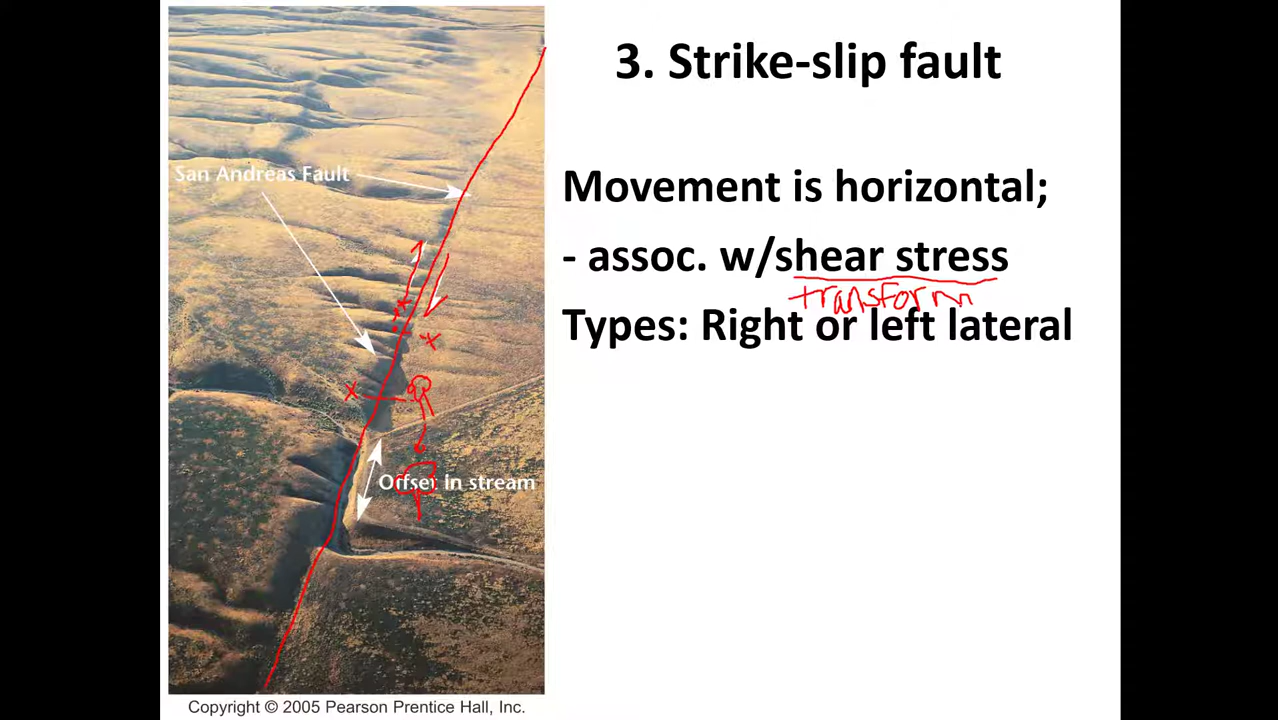 3. Strike-slip fault
San Andreas Fault
Movement is horizontal;
- assoc. w/shear stress
transform
Types: Right or left lateral
x
x
x
Offset in stream
Copyright © 2005 Pearson Prentice Hall, Inc.